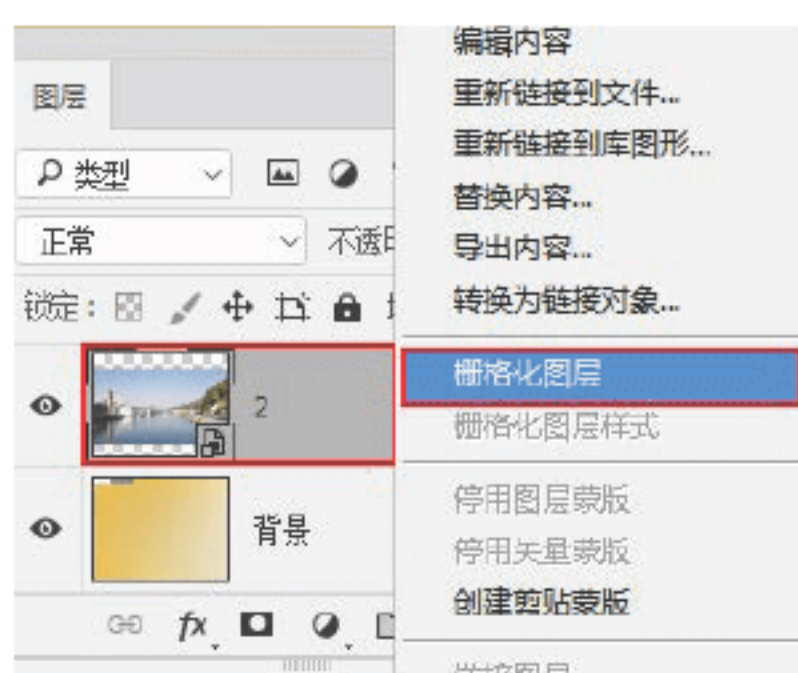 图层
类型
正常
不透
锁定：
2
背景
fx
编辑内容
重新链接到文件...
重新链接到库图形...
替换内容...
导出内容...
转换为链接对象...
栅格化图层
栅格化图层样式
停用图层蒙版
停用矢量蒙版
创建剪贴蒙版